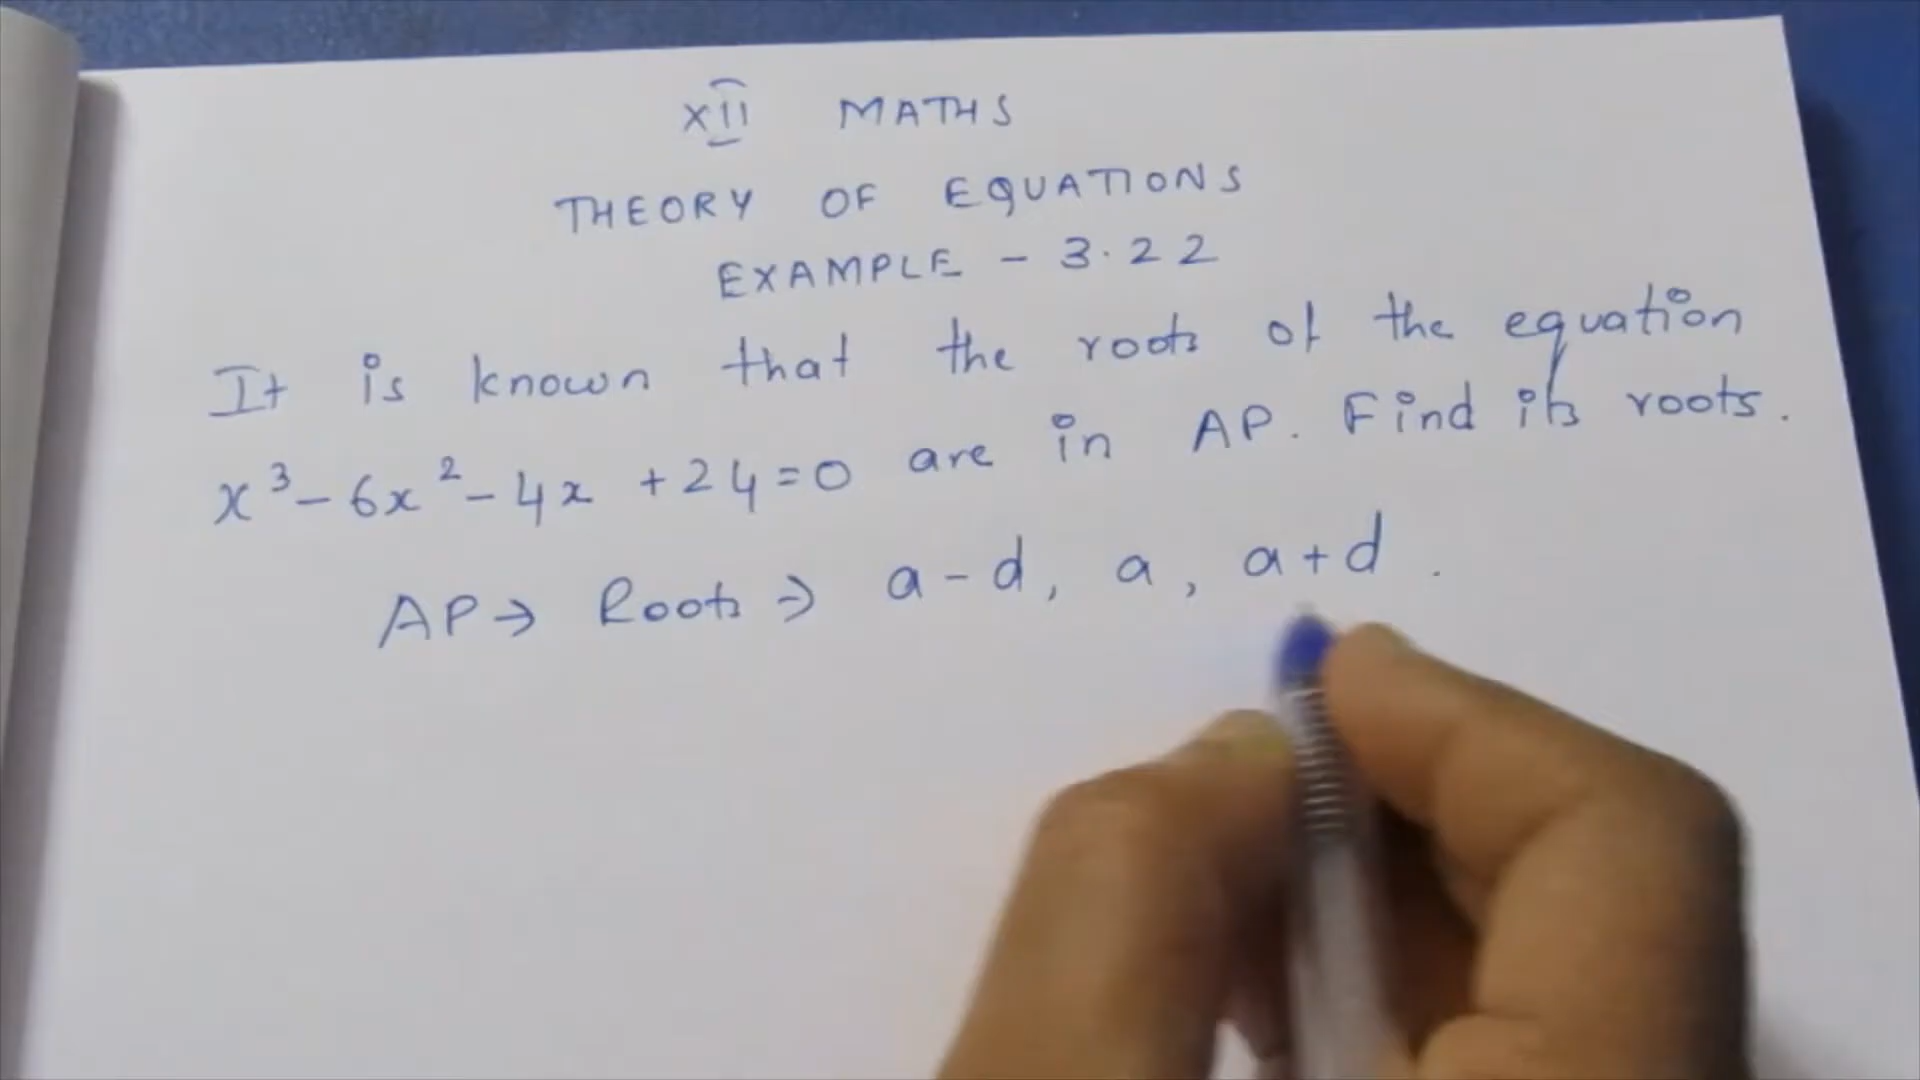 XII MATHS
THEORY OF EQUATIONS
EXAMPLE - 3.22
It is known that the roots of the equation
x³ - 6x² - 4x + 24 = 0 are in AP. Find its roots.
AP → Roots → a - d, a, a + d.